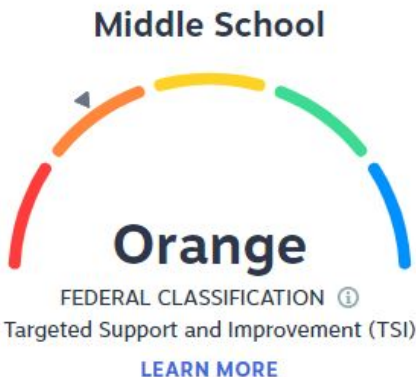 Middle School
Orange
FEDERAL CLASSIFICATION
Targeted Support and Improvement (TSI)
LEARN MORE